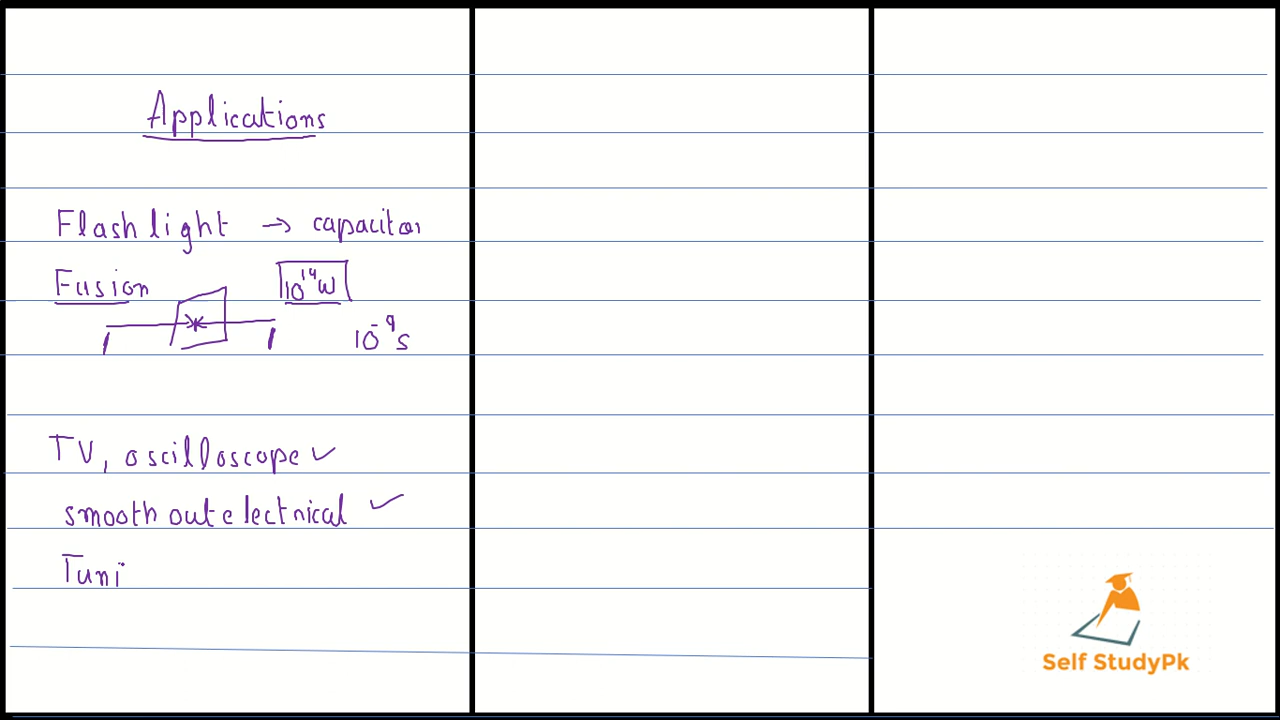 Applications
Flash light → capacitor
Fusion
10¹⁴W
10⁻⁹s
TV, oscilloscope ✓
smooth out electrical ✓
Tuni
Self StudyPk